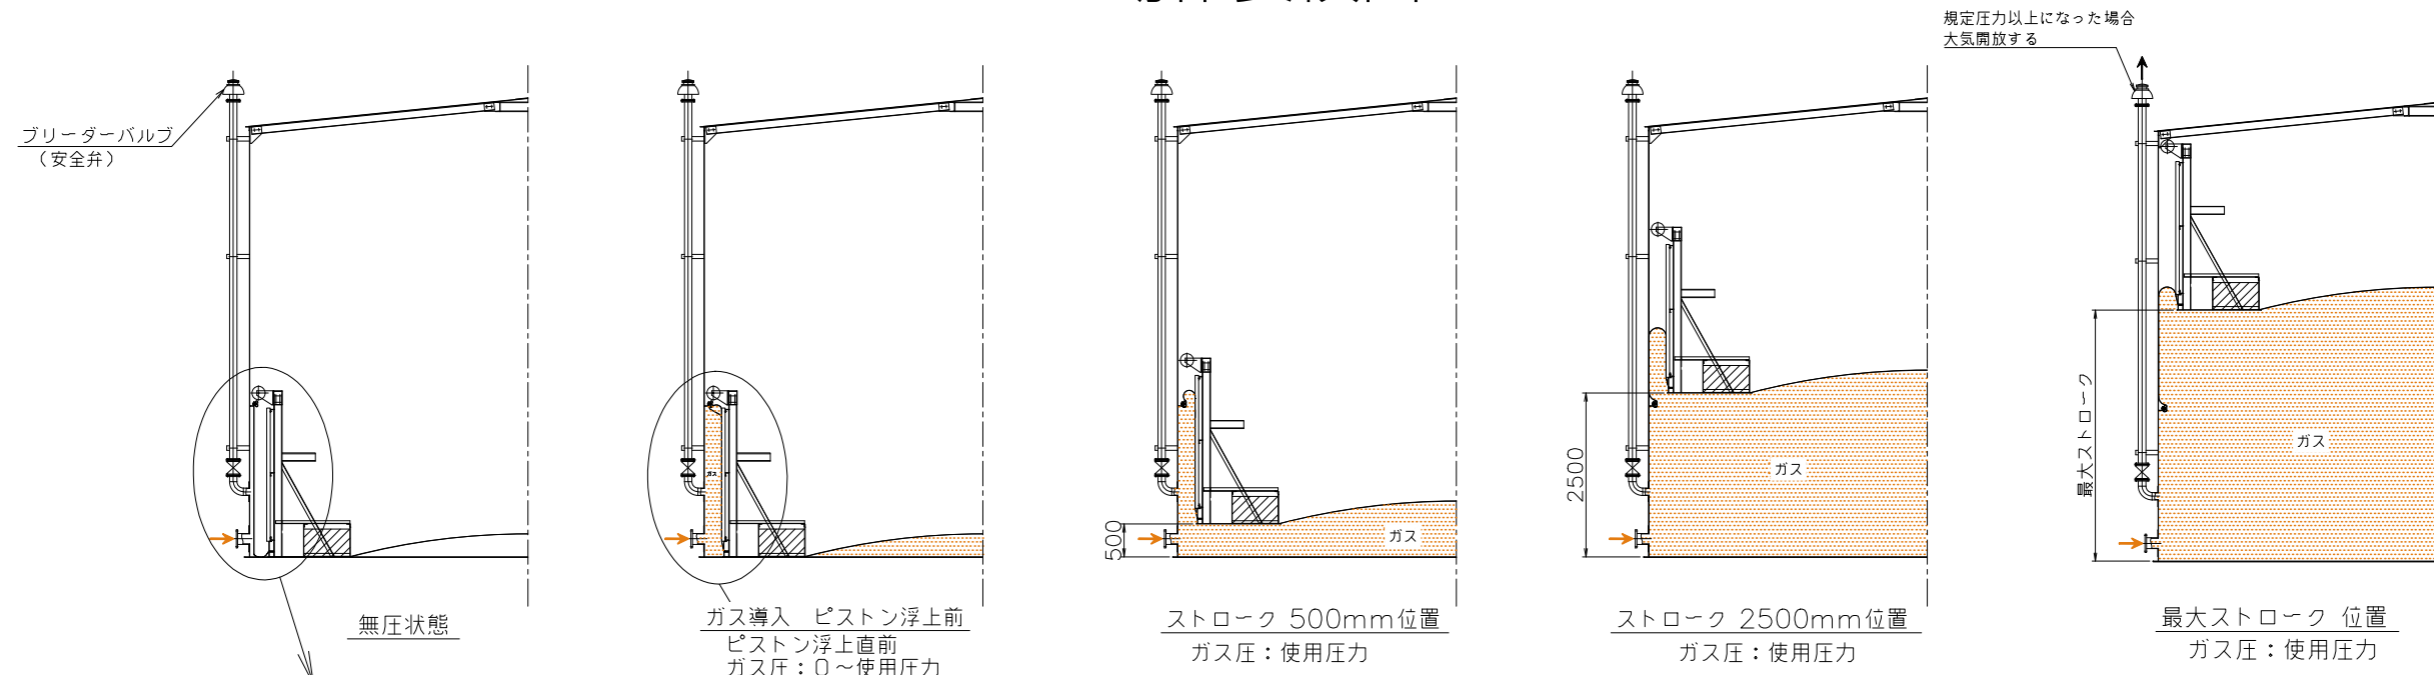 規定圧力以上になった場合
大気開放する
ブリーダーバルブ
（安全弁）
ガス
ガス
500
ガス
2500
ガス
最大ストローク
無圧状態
ガス導入　ピストン浮上前
ピストン浮上直前
ガス圧：0～使用圧力
ストローク 500mm位置
ガス圧：使用圧力
ストローク 2500mm位置
ガス圧：使用圧力
最大ストローク 位置
ガス圧：使用圧力